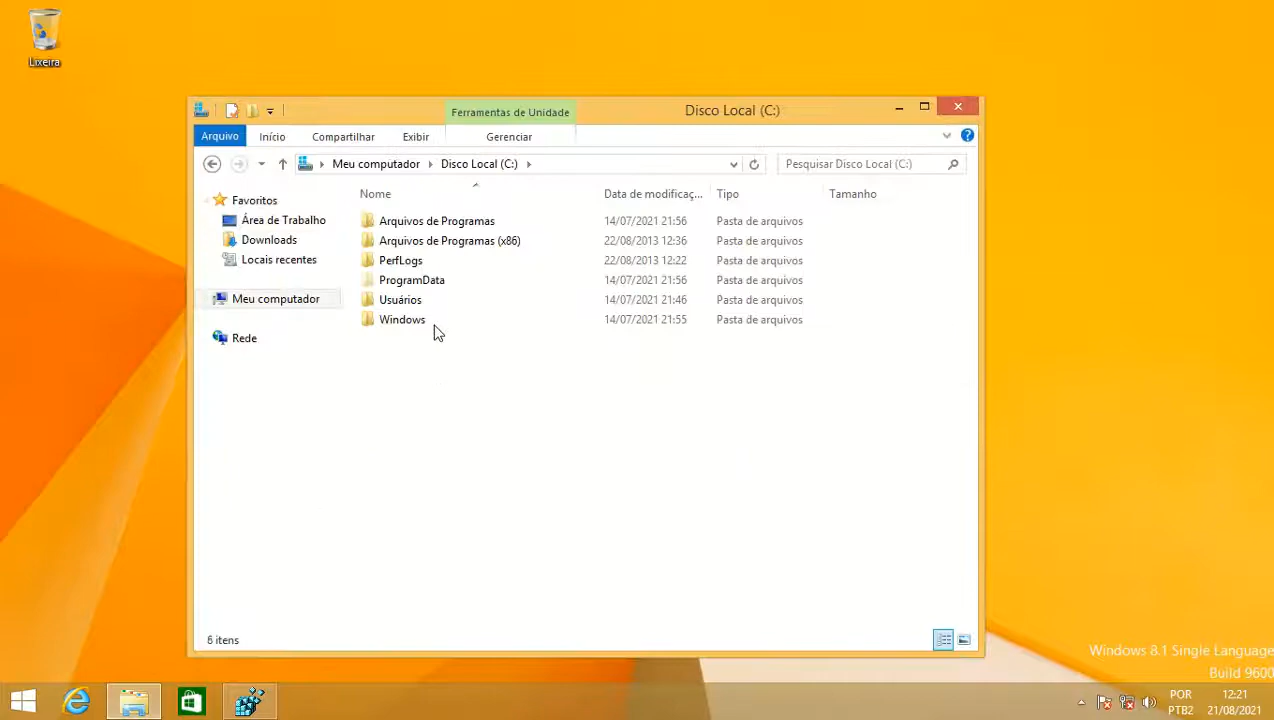 Lixeira
Ferramentas de Unidade
Disco Local (C:)
Arquivo Início Compartilhar Exibir Gerenciar
Meu computador Disco Local (C:)
Pesquisar Disco Local (C:)
Nome Data de modificaç... Tipo Tamanho
Favoritos
Área de Trabalho
Downloads
Locais recentes
Meu computador
Rede
Arquivos de Programas 14/07/2021 21:56 Pasta de arquivos
Arquivos de Programas (x86) 22/08/2013 12:36 Pasta de arquivos
PerfLogs 22/08/2013 12:22 Pasta de arquivos
ProgramData 14/07/2021 21:56 Pasta de arquivos
Usuários 14/07/2021 21:46 Pasta de arquivos
Windows 14/07/2021 21:55 Pasta de arquivos
6 itens
Windows 8.1 Single Language
Build 9600
POR
PTB2
12:21
21/08/2021